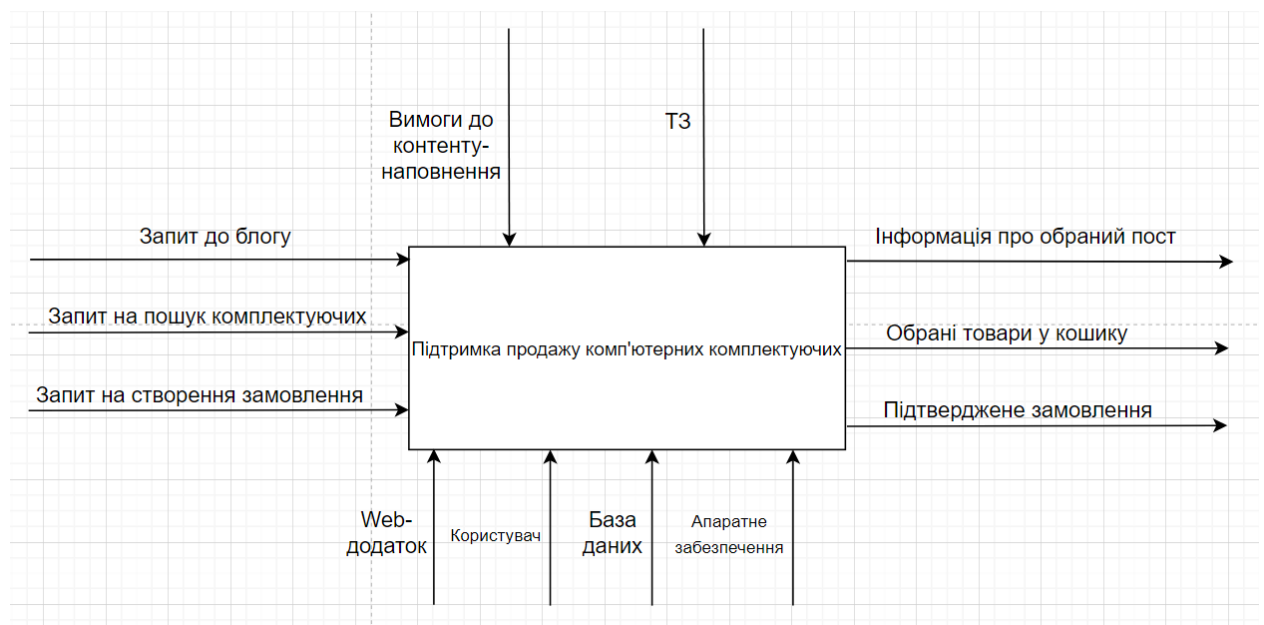 Вимоги до
контенту-
наповнення
ТЗ
Запит до блогу
Інформація про обраний пост
Запит на пошук комплектуючих
Обрані товари у кошику
Підтримка продажу комп'ютерних комплектуючих
Запит на створення замовлення
Підтверджене замовлення
Web-
додаток
Користувач
База
даних
Апаратне
забезпечення